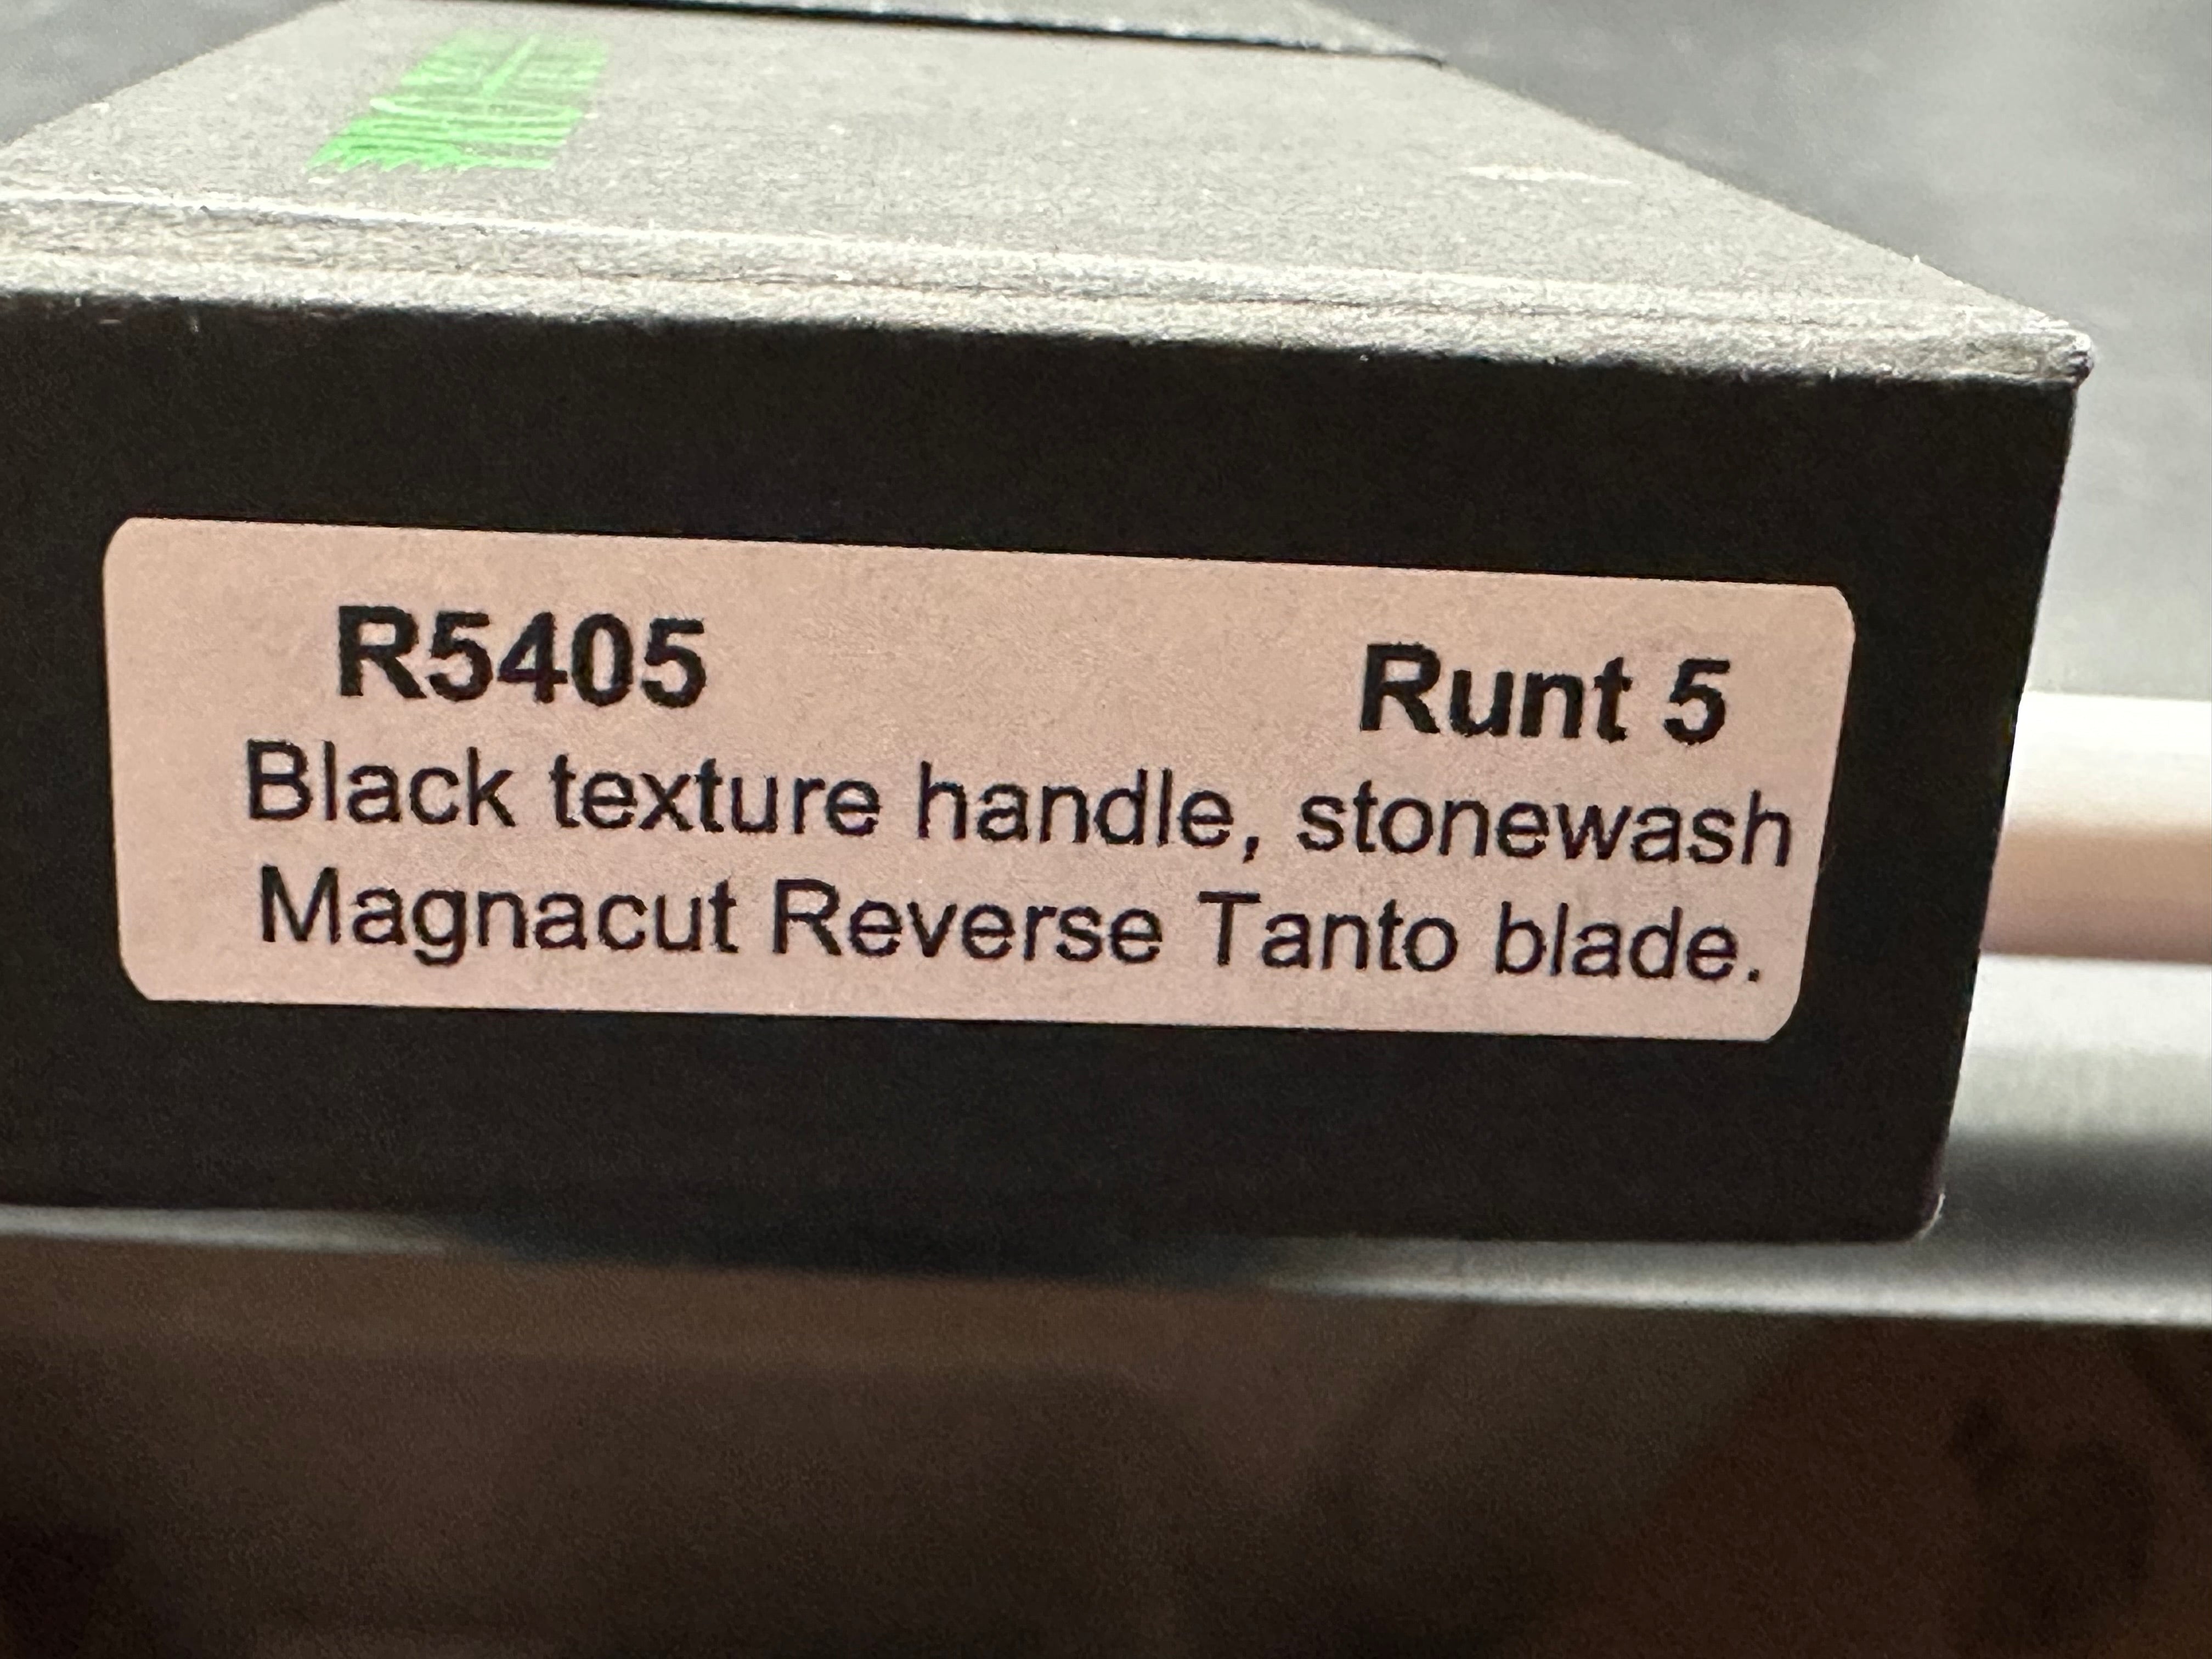 R5405 Runt 5
Black texture handle, stonewash
Magnacut Reverse Tanto blade.